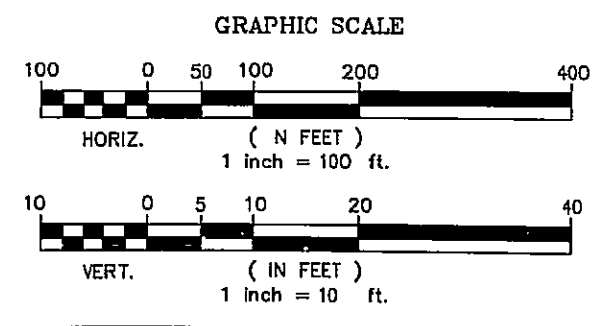 GRAPHIC SCALE
100 0 50 100 200 400
HORIZ. ( N FEET )
1 inch = 100 ft.
10 0 5 10 20 40
VERT. ( IN FEET )
1 inch = 10 ft.